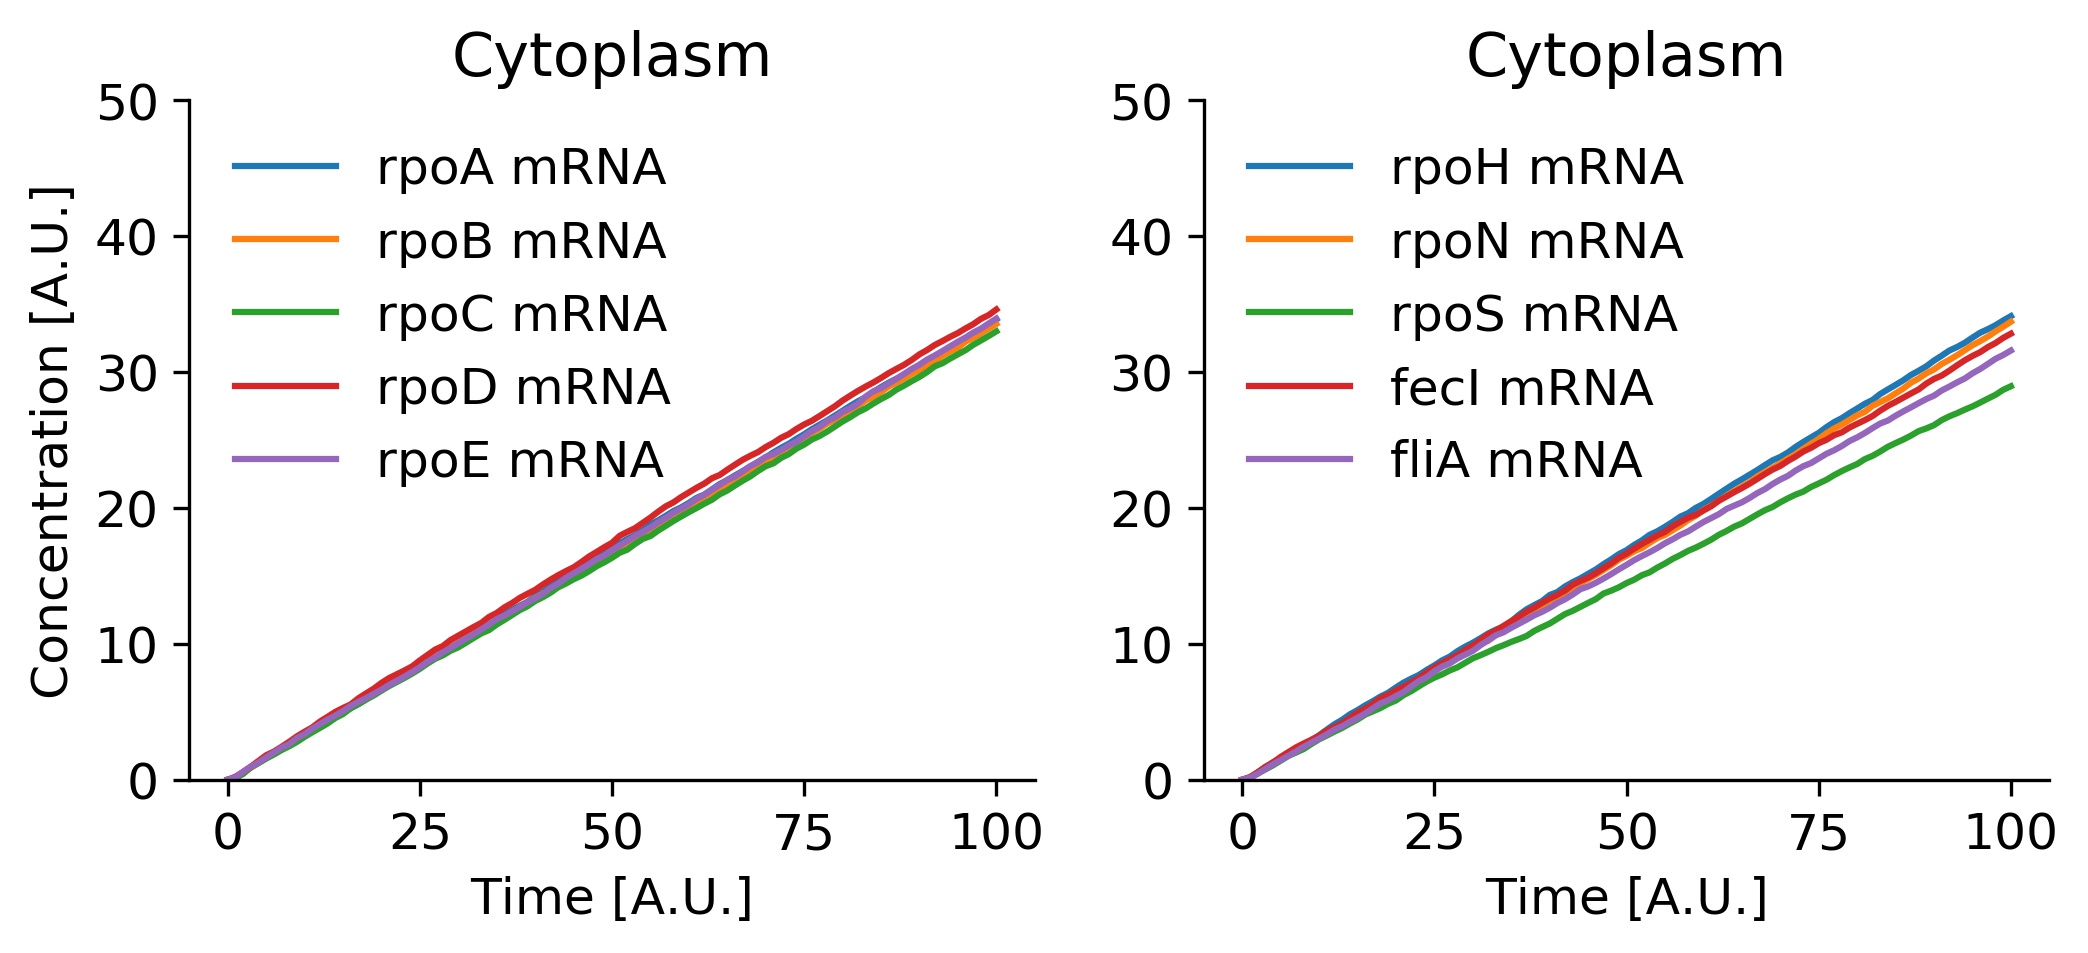 Cytoplasm
50
40
30
20
10
0
Concentration [A.U.]
rpoA mRNA
rpoB mRNA
rpoC mRNA
rpoD mRNA
rpoE mRNA
0 25 50 75 100
Time [A.U.]
Cytoplasm
50
40
30
20
10
0
rpoH mRNA
rpoN mRNA
rpoS mRNA
fecI mRNA
fliA mRNA
0 25 50 75 100
Time [A.U.]